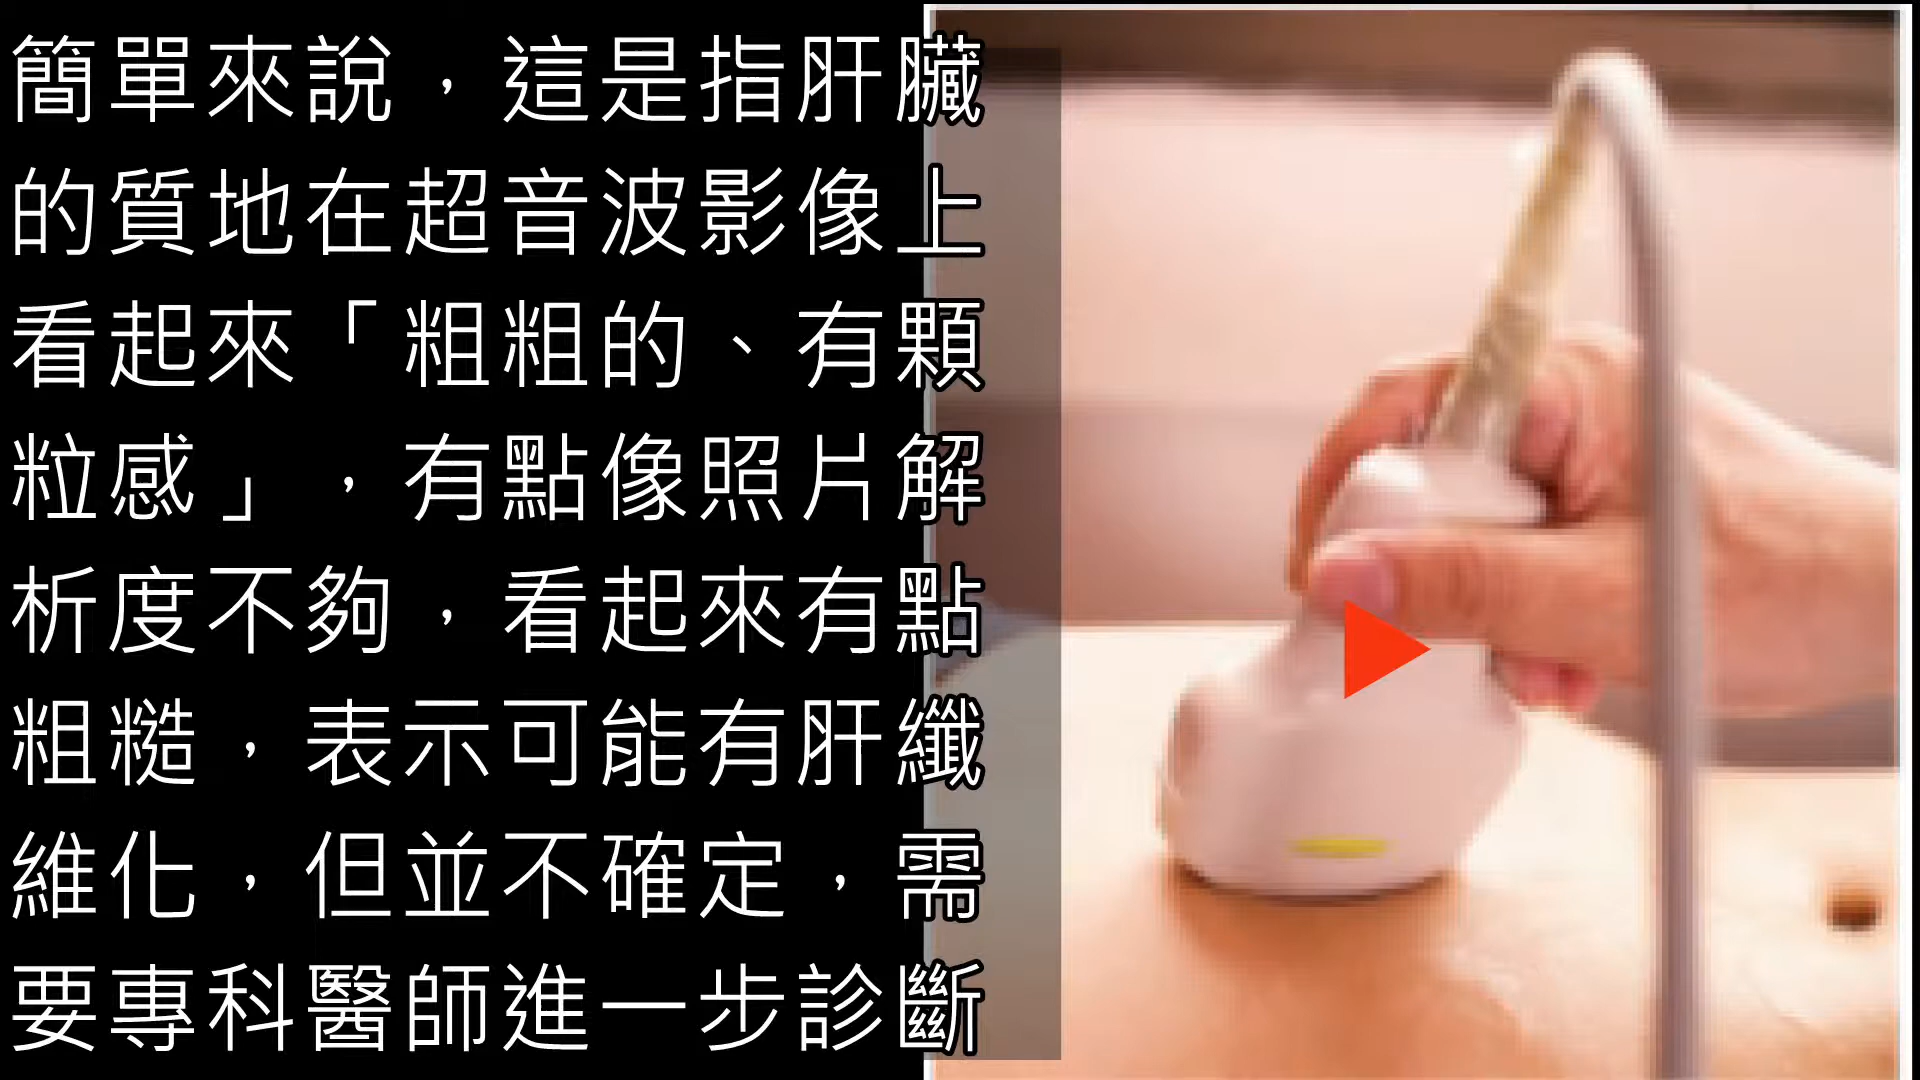 簡單來說，這是指肝臟
的質地在超音波影像上
看起來「粗粗的、有顆
粒感」，有點像照片解
析度不夠，看起來有點
粗糙，表示可能有肝纖
維化，但並不確定，需
要專科醫師進一步診斷